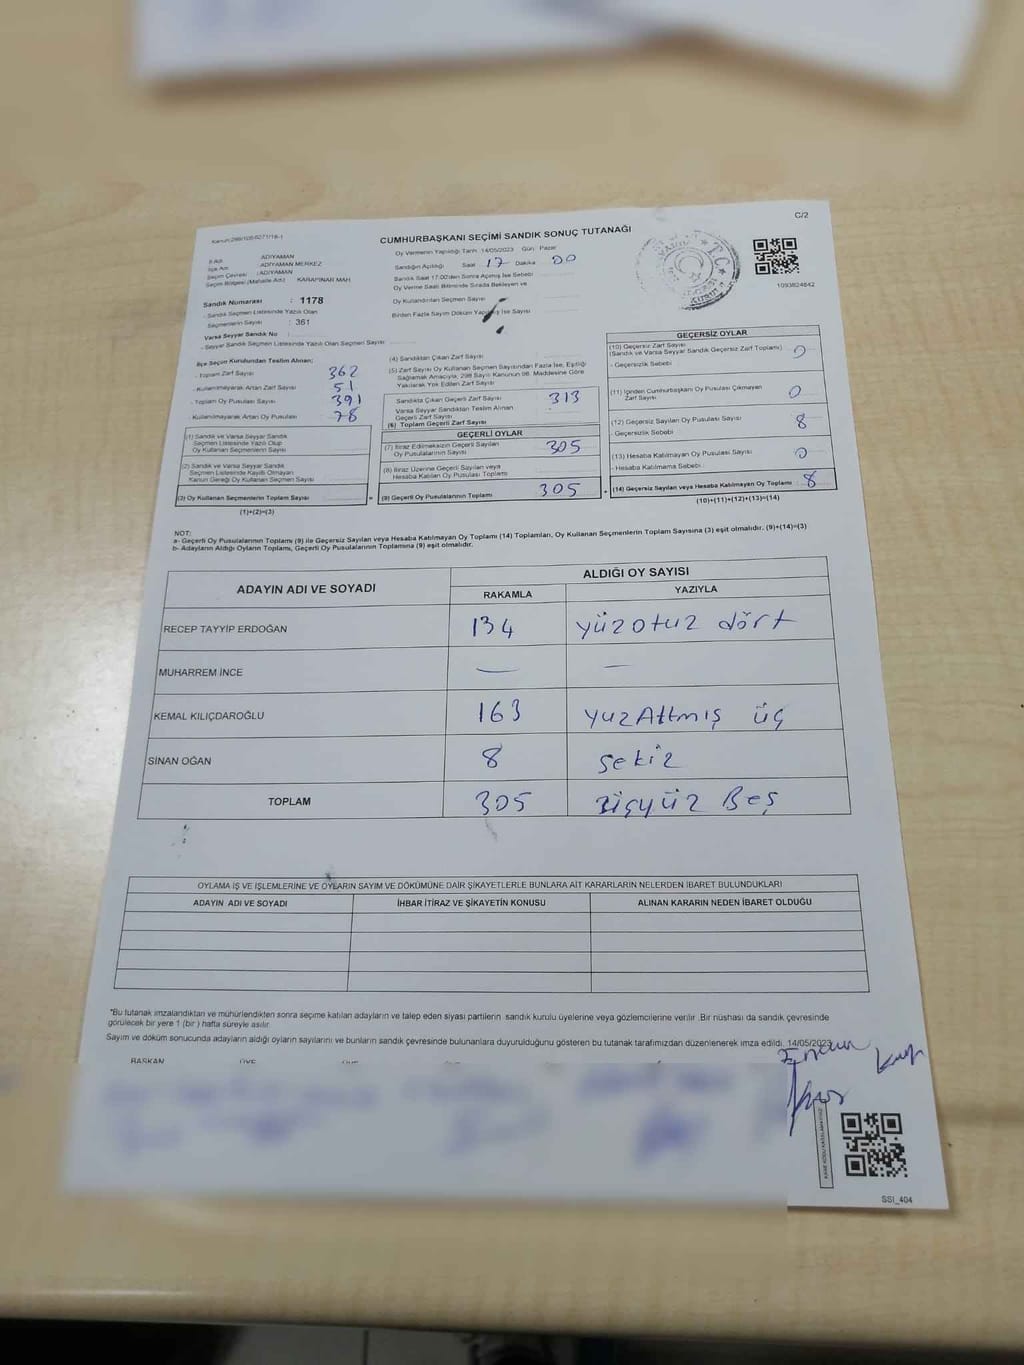 C/2
Kanun:298/105 6271/18-1
CUMHURBAŞKANI SEÇİMİ SANDIK SONUÇ TUTANAĞI
İl Adı ADIYAMAN
İlçe Adı ADIYAMAN MERKEZ
Seçim Çevresi : ADIYAMAN
Seçim Bölgesi (Mahalle Adı) KARAPINAR MAH
Oy Vermenin Yapıldığı Tarih :14/05/2023 Gün: Pazar
Sandığın Açıldığı Saat 17 Dakika 00
Sandık Saat 17:00'den Sonra Açılmış İse Sebebi
Oy Verme Saati Bitiminde Sırada Bekleyen ve
Oy Kullandırılan Seçmen Sayısı
Birden Fazla Sayım Döküm Yapılmış İse Sayısı
1093824842
Sandık Numarası : 1178
- Sandık Seçmen Listesinde Yazılı Olan
Seçmenlerin Sayısı : 361
Varsa Seyyar Sandık No
- Seyyar Sandık Seçmen Listesinde Yazılı Olan Seçmen Sayısı
İlçe Seçim Kurulundan Teslim Alınan;
- Toplam Zarf Sayısı 362
- Kullanılmayarak Artan Zarf Sayısı 51
- Toplam Oy Pusulası Sayısı 391
- Kullanılmayarak Artan Oy Pusulası 78
(1) Sandık ve Varsa Seyyar Sandık
Seçmen Listesinde Yazılı Olup
Oy Kullanan Seçmenlerin Sayısı
(2) Sandık ve Varsa Seyyar Sandık
Seçmen Listesinde Kayıtlı Olmayan
Kanun Gereği Oy Kullanan Seçmen Sayısı
(3) Oy Kullanan Seçmenlerin Toplam Sayısı =
(1)+(2)=(3)
(4) Sandıktan Çıkan Zarf Sayısı
(5) Zarf Sayısı Oy Kullanan Seçmen Sayısından Fazla İse, Eşitliği
Sağlamak Amacıyla, 298 Sayılı Kanunun 98. Maddesine Göre
Yakılarak Yok Edilen Zarf Sayısı
Sandıkta Çıkan Geçerli Zarf Sayısı 313
Varsa Seyyar Sandıktan Teslim Alınan
Geçerli Zarf Sayısı
(6) Toplam Geçerli Zarf Sayısı
GEÇERLİ OYLAR
(7) İtiraz Edilmeksizin Geçerli Sayılan
Oy Pusulasının Sayısı 305
(8) İtiraz Üzerine Geçerli Sayılan veya
Hesaba Katılan Oy Pusulası Toplamı
(9) Geçerli Oy Pusulalarının Toplamı 305 +
GEÇERSİZ OYLAR
(10) Geçersiz Zarf Sayısı
(Sandık ve Varsa Seyyar Sandık Geçersiz Zarf Toplamı) 0
- Geçersizlik Sebebi
(11) İçinden Cumhurbaşkanı Oy Pusulası Çıkmayan
Zarf Sayısı 0
(12) Geçersiz Sayılan Oy Pusulası Sayısı 8
- Geçersizlik Sebebi
(13) Hesaba Katılmayan Oy Pusulası Sayısı 0
- Hesaba Katılmama Sebebi
(14) Geçersiz Sayılan veya Hesaba Katılmayan Oy Toplamı 8
(10)+(11)+(12)+(13)=(14)
NOT:
a- Geçerli Oy Pusulalarının Toplamı (9) ile Geçersiz Sayılan veya Hesaba Katılmayan Oy Toplamı (14) Toplamları, Oy Kullanan Seçmenlerin Toplam Sayısına (3) eşit olmalıdır. (9)+(14)=(3)
b- Adayların Aldığı Oyların Toplamı, Geçerli Oy Pusulalarının Toplamına (9) eşit olmalıdır.
ADAYIN ADI VE SOYADI
ALDIĞI OY SAYISI
RAKAMLA YAZIYLA
RECEP TAYYİP ERDOĞAN 134 yüzotuz dört
MUHARREM İNCE — —
KEMAL KILIÇDAROĞLU 163 yuzAtmış üç
SİNAN OĞAN 8 Sekiz
TOPLAM 305 Beş
OYLAMA İŞ VE İŞLEMLERİNE VE OYLARIN SAYIM VE DÖKÜMÜNE DAİR ŞİKAYETLERLE BUNLARA AİT KARARLARIN NELERDEN İBARET BULUNDUKLARI
ADAYIN ADI VE SOYADI İHBAR İTİRAZ VE ŞİKAYETİN KONUSU ALINAN KARARIN NEDEN İBARET OLDUĞU
*Bu tutanak imzalandıktan ve mühürlendikten sonra seçime katılan adayların ve talep eden siyasi partilerin sandık kurulu üyelerine veya gözlemcilerine verilir .Bir nüshası da sandık çevresinde
görülecek bir yere 1 (bir ) hafta süreyle asılır.
Sayım ve döküm sonucunda adayların aldığı oyların sayılarını ve bunların sandık çevresinde bulunanlara duyurulduğunu gösteren bu tutanak tarafımızdan düzenlenerek imza edildi. 14/05/2023
BAŞKAN ÜYE ÜYE
SSI_404